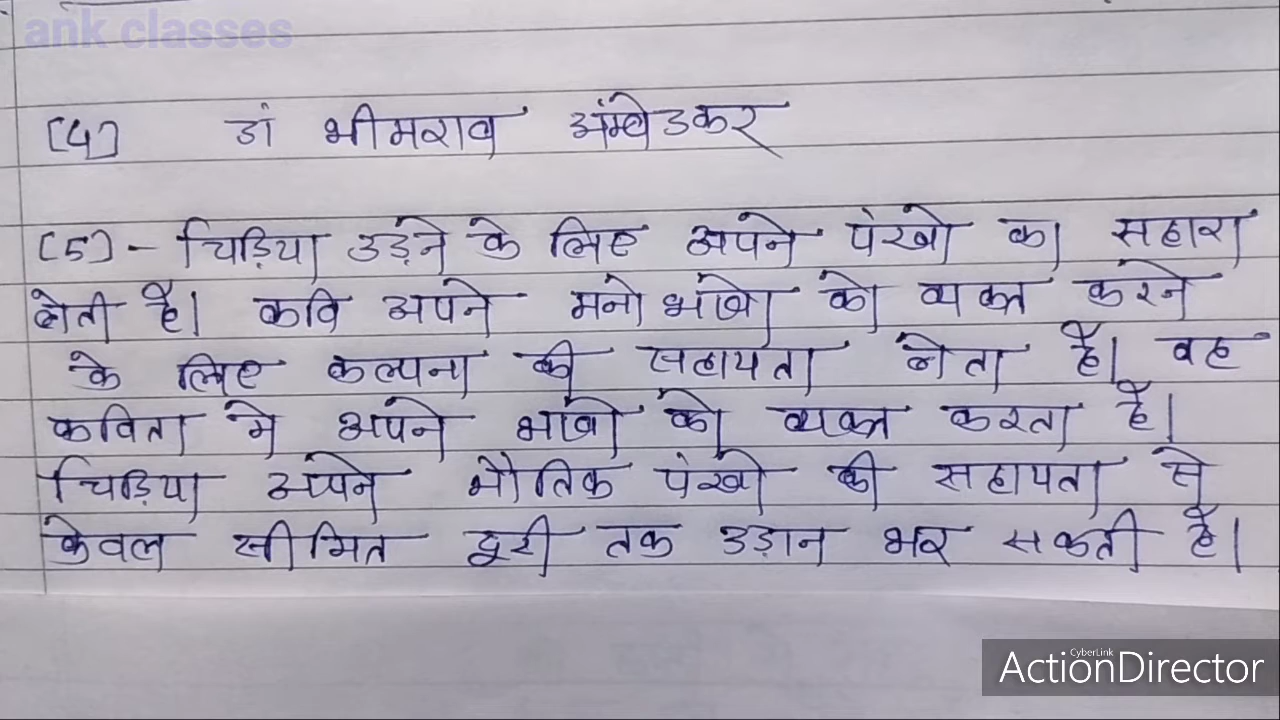 ank classes
[4] डां भीमराव अंम्बेडकर
[5] - चिड़िया उड़ने के लिए अपने पंखो का सहारा
लेती है। कवि अपने मनोभावो को व्यक्त करने
के लिए कल्पना की सहायता लेता है। वह
कविता मे अपने भावो को व्यक्त करता है।
चिड़िया अपने भौतिक पंखो की सहायता से
केवल सीमित दूरी तक उड़ान भर सकती है।
CyberLink
ActionDirector